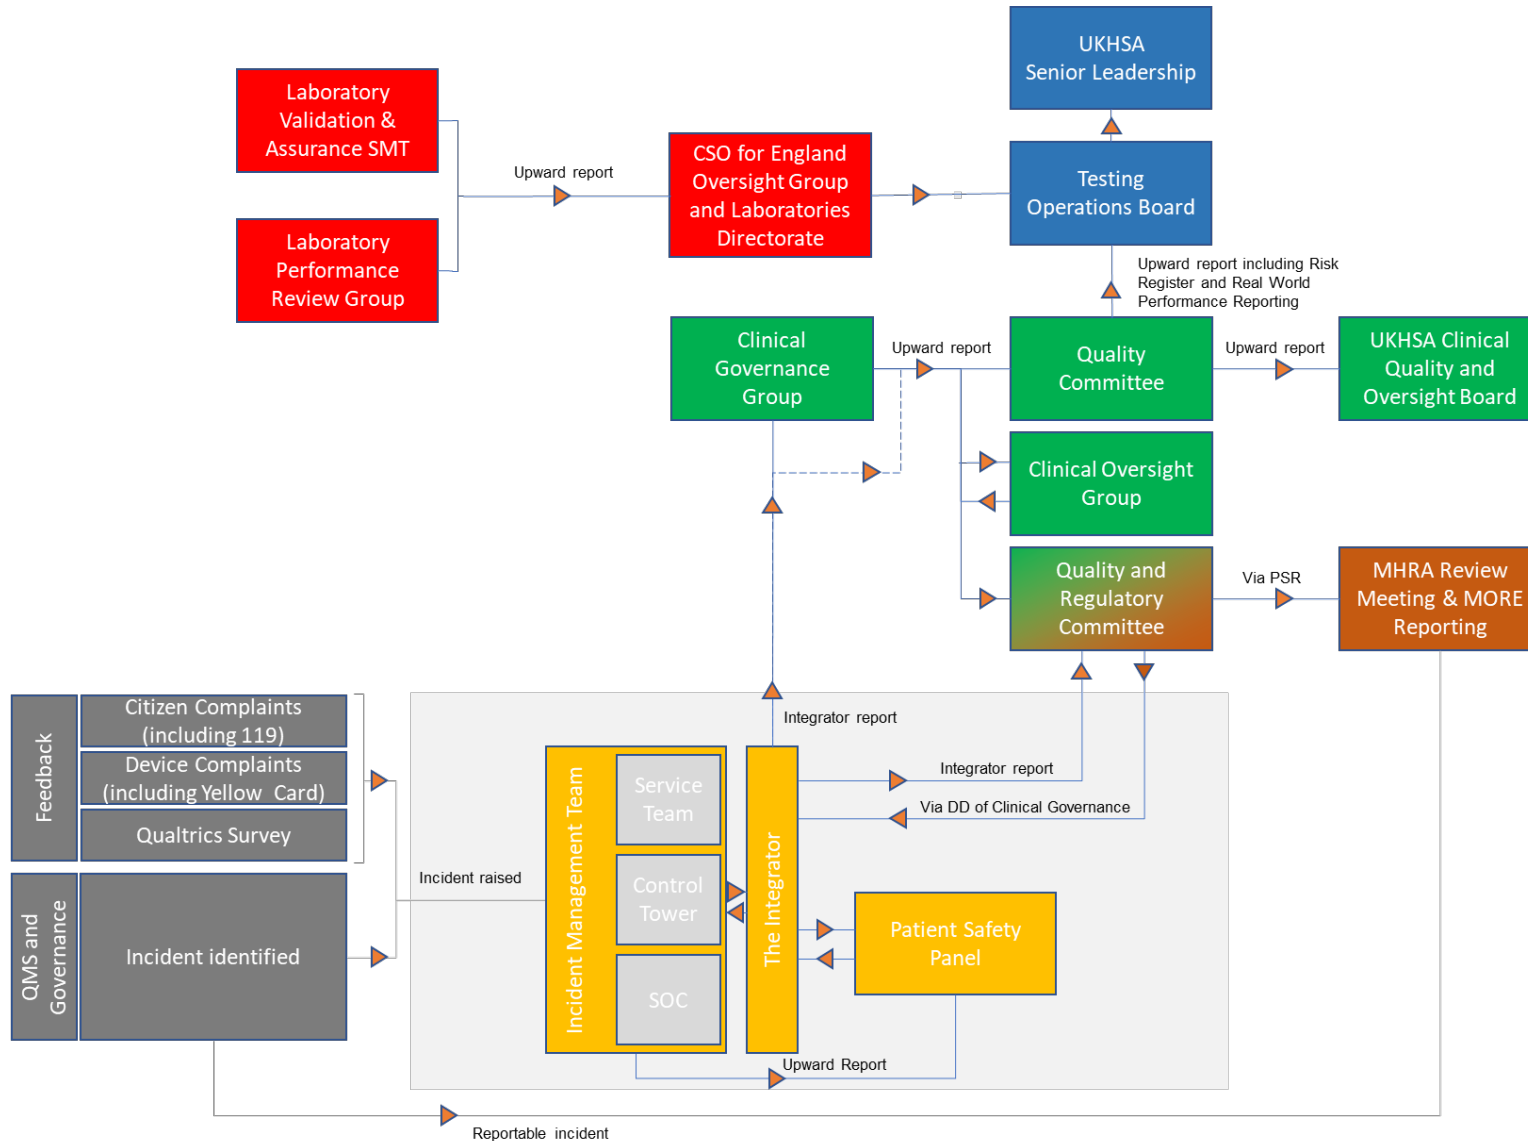 UKHSA
Senior Leadership
Laboratory
Validation &
Assurance SMT
Upward report
CSO for England
Oversight Group
and Laboratories
Directorate
Testing
Operations Board
Laboratory
Performance
Review Group
Upward report including Risk
Register and Real World
Performance Reporting
Clinical
Governance
Group
Upward report
Quality
Committee
Upward report
UKHSA Clinical
Quality and
Oversight Board
Clinical Oversight
Group
Quality and
Regulatory
Committee
Via PSR
MHRA Review
Meeting & MORE
Reporting
Feedback
Citizen Complaints
(including 119)
Device Complaints
(including Yellow Card)
Qualtrics Survey
QMS and
Governance
Incident identified
Incident raised
Incident Management Team
Service
Team
Control
Tower
SOC
The Integrator
Integrator report
Integrator report
Via DD of Clinical Governance
Patient Safety
Panel
Upward Report
Reportable incident